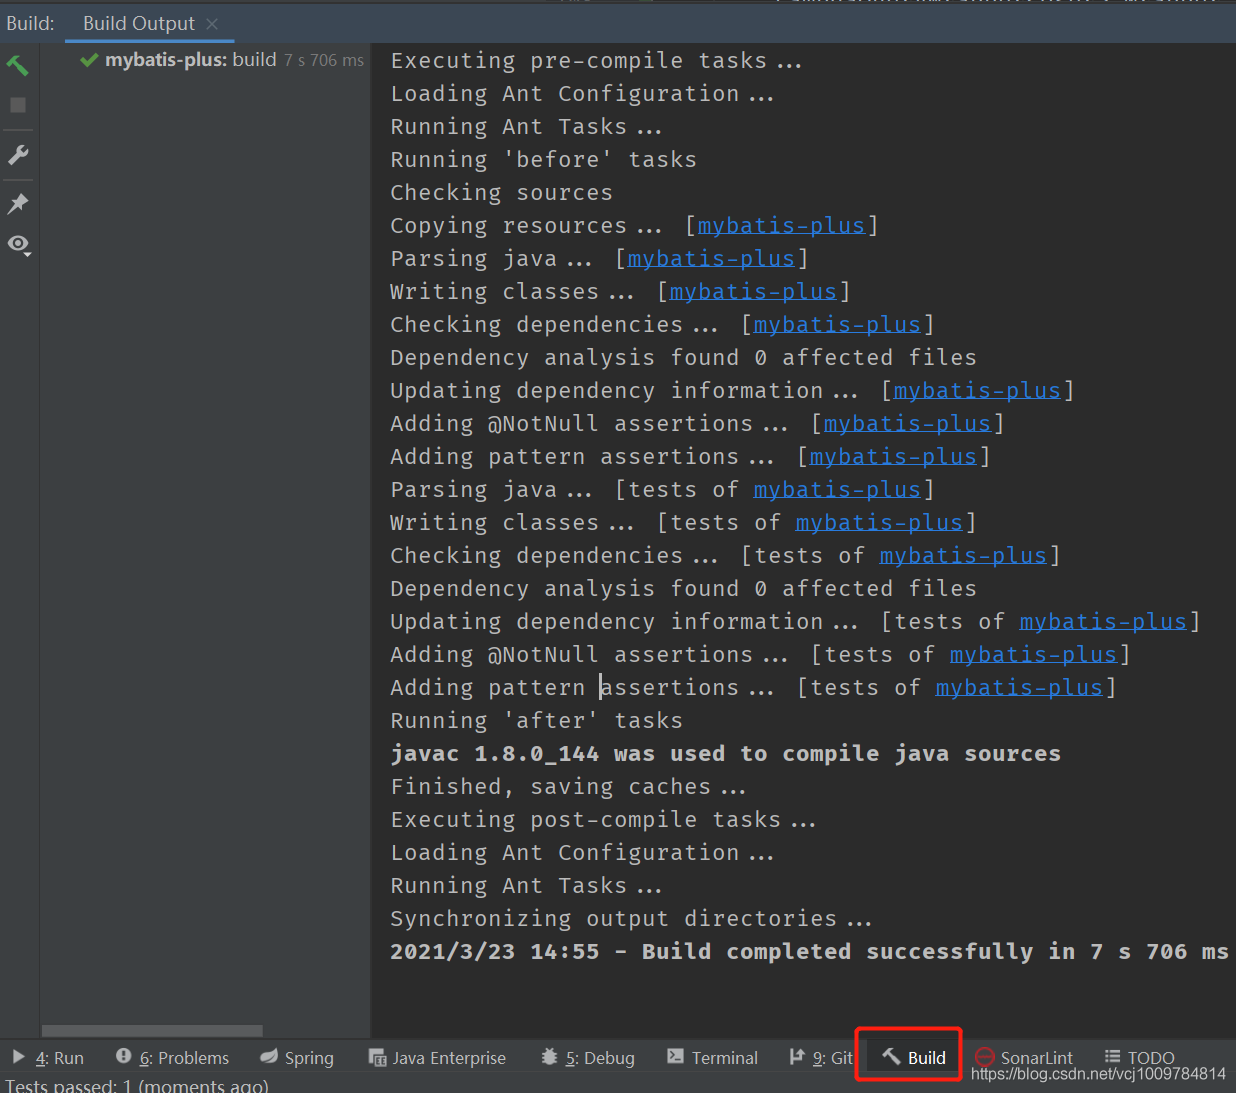 Build: Build Output
mybatis-plus: build 7 s 706 ms
Executing pre-compile tasks...
Loading Ant Configuration...
Running Ant Tasks...
Running 'before' tasks
Checking sources
Copying resources... [mybatis-plus]
Parsing java... [mybatis-plus]
Writing classes... [mybatis-plus]
Checking dependencies... [mybatis-plus]
Dependency analysis found 0 affected files
Updating dependency information... [mybatis-plus]
Adding @NotNull assertions... [mybatis-plus]
Adding pattern assertions... [mybatis-plus]
Parsing java... [tests of mybatis-plus]
Writing classes... [tests of mybatis-plus]
Checking dependencies... [tests of mybatis-plus]
Dependency analysis found 0 affected files
Updating dependency information... [tests of mybatis-plus]
Adding @NotNull assertions... [tests of mybatis-plus]
Adding pattern assertions... [tests of mybatis-plus]
Running 'after' tasks
javac 1.8.0_144 was used to compile java sources
Finished, saving caches...
Executing post-compile tasks...
Loading Ant Configuration...
Running Ant Tasks...
Synchronizing output directories...
2021/3/23 14:55 - Build completed successfully in 7 s 706 ms
4: Run 6: Problems Spring Java Enterprise 5: Debug Terminal 9: Git Build SonarLint TODO
https://blog.csdn.net/vcj1009784814
Tests passed: 1 (moments ago)